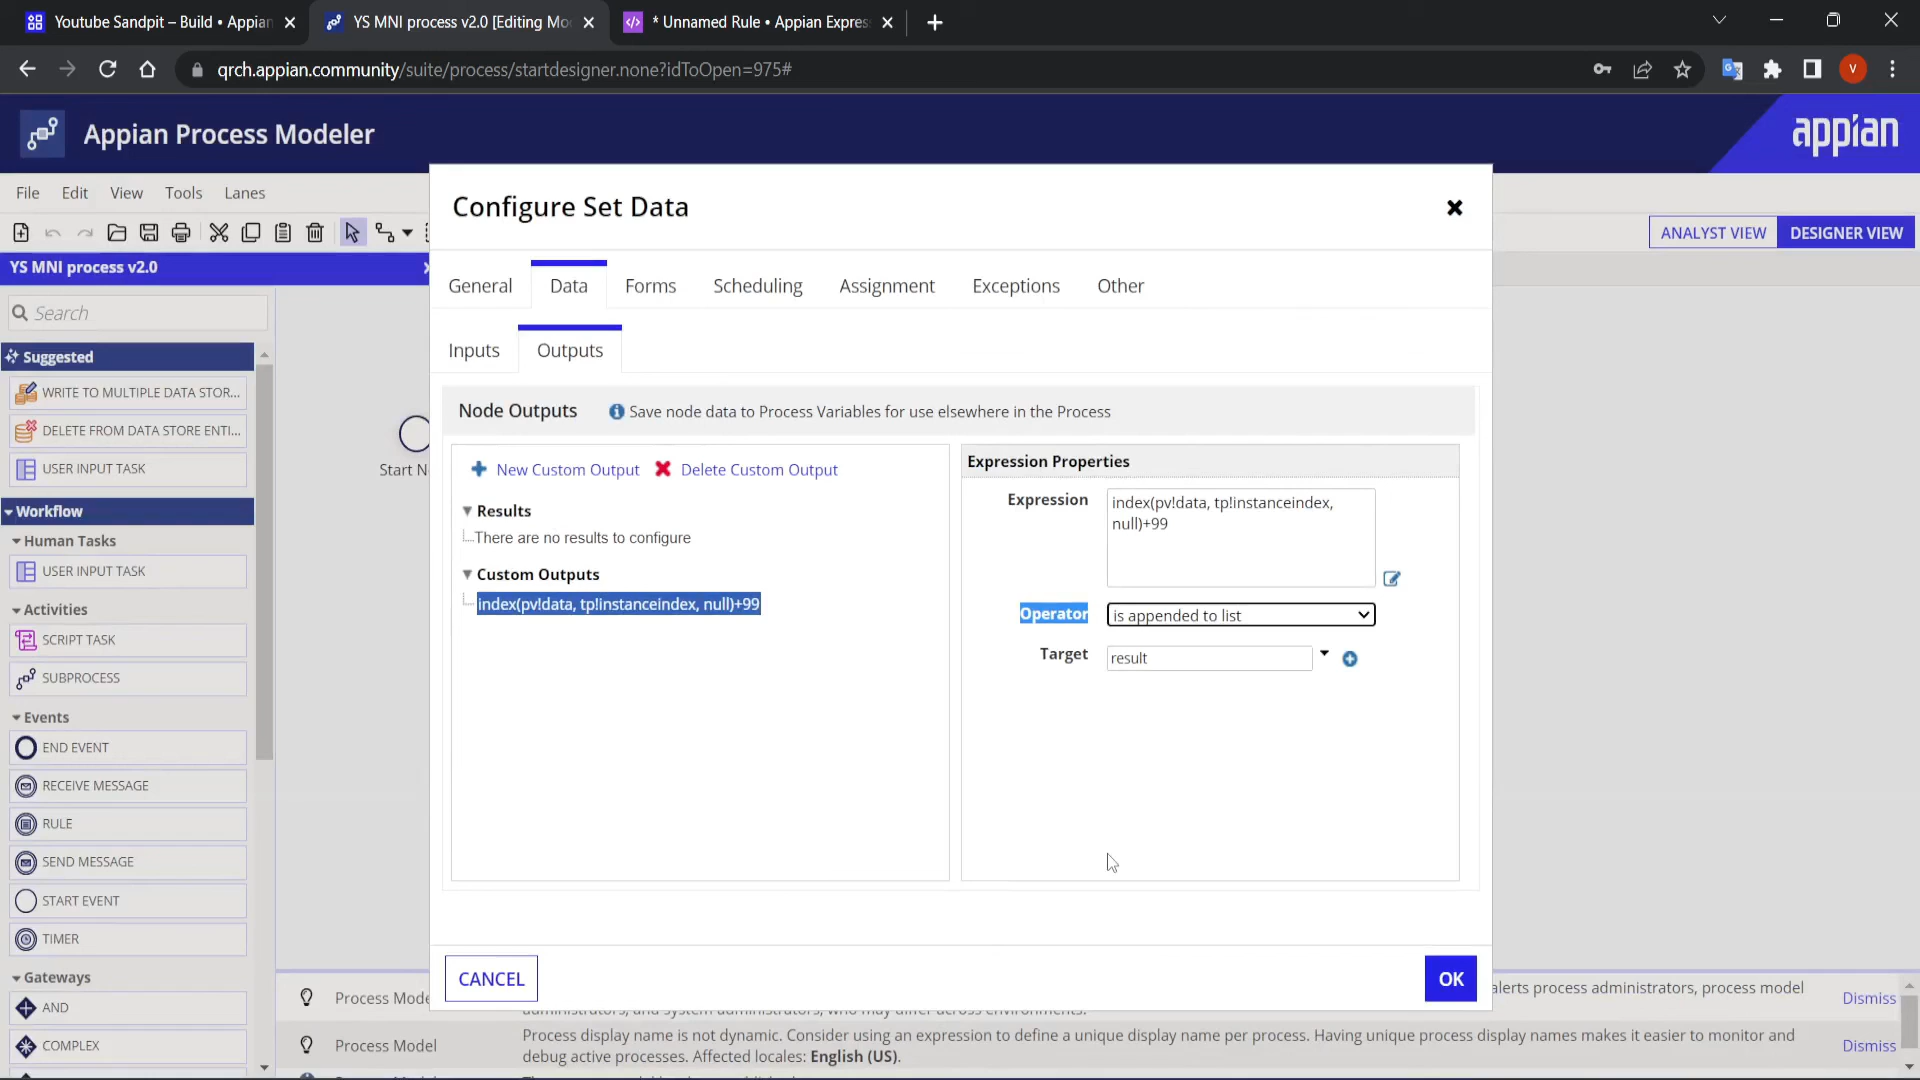 Youtube Sandpit – Build • Appian
YS MNI process v2.0 [Editing Mo
* Unnamed Rule • Appian Expres
qrch.appian.community/suite/process/startdesigner.none?idToOpen=975#
V
Appian Process Modeler
appian
File Edit View Tools Lanes
ANALYST VIEW DESIGNER VIEW
YS MNI process v2.0
Search
Suggested
WRITE TO MULTIPLE DATA STOR...
DELETE FROM DATA STORE ENTI...
USER INPUT TASK
Workflow
Human Tasks
USER INPUT TASK
Activities
SCRIPT TASK
SUBPROCESS
Events
END EVENT
RECEIVE MESSAGE
RULE
SEND MESSAGE
START EVENT
TIMER
Gateways
AND
COMPLEX
Start N
Configure Set Data
General Data Forms Scheduling Assignment Exceptions Other
Inputs Outputs
Node Outputs Save node data to Process Variables for use elsewhere in the Process
New Custom Output Delete Custom Output
Results
There are no results to configure
Custom Outputs
index(pv!data, tp!instanceindex, null)+99
Expression Properties
Expression index(pv!data, tp!instanceindex,
null)+99
Operator is appended to list
Target result
CANCEL OK
Process Mode
alerts process administrators, process model
Dismiss
Process Model
Process display name is not dynamic. Consider using an expression to define a unique display name per process. Having unique process display names makes it easier to monitor and
debug active processes. Affected locales: English (US).
Dismiss